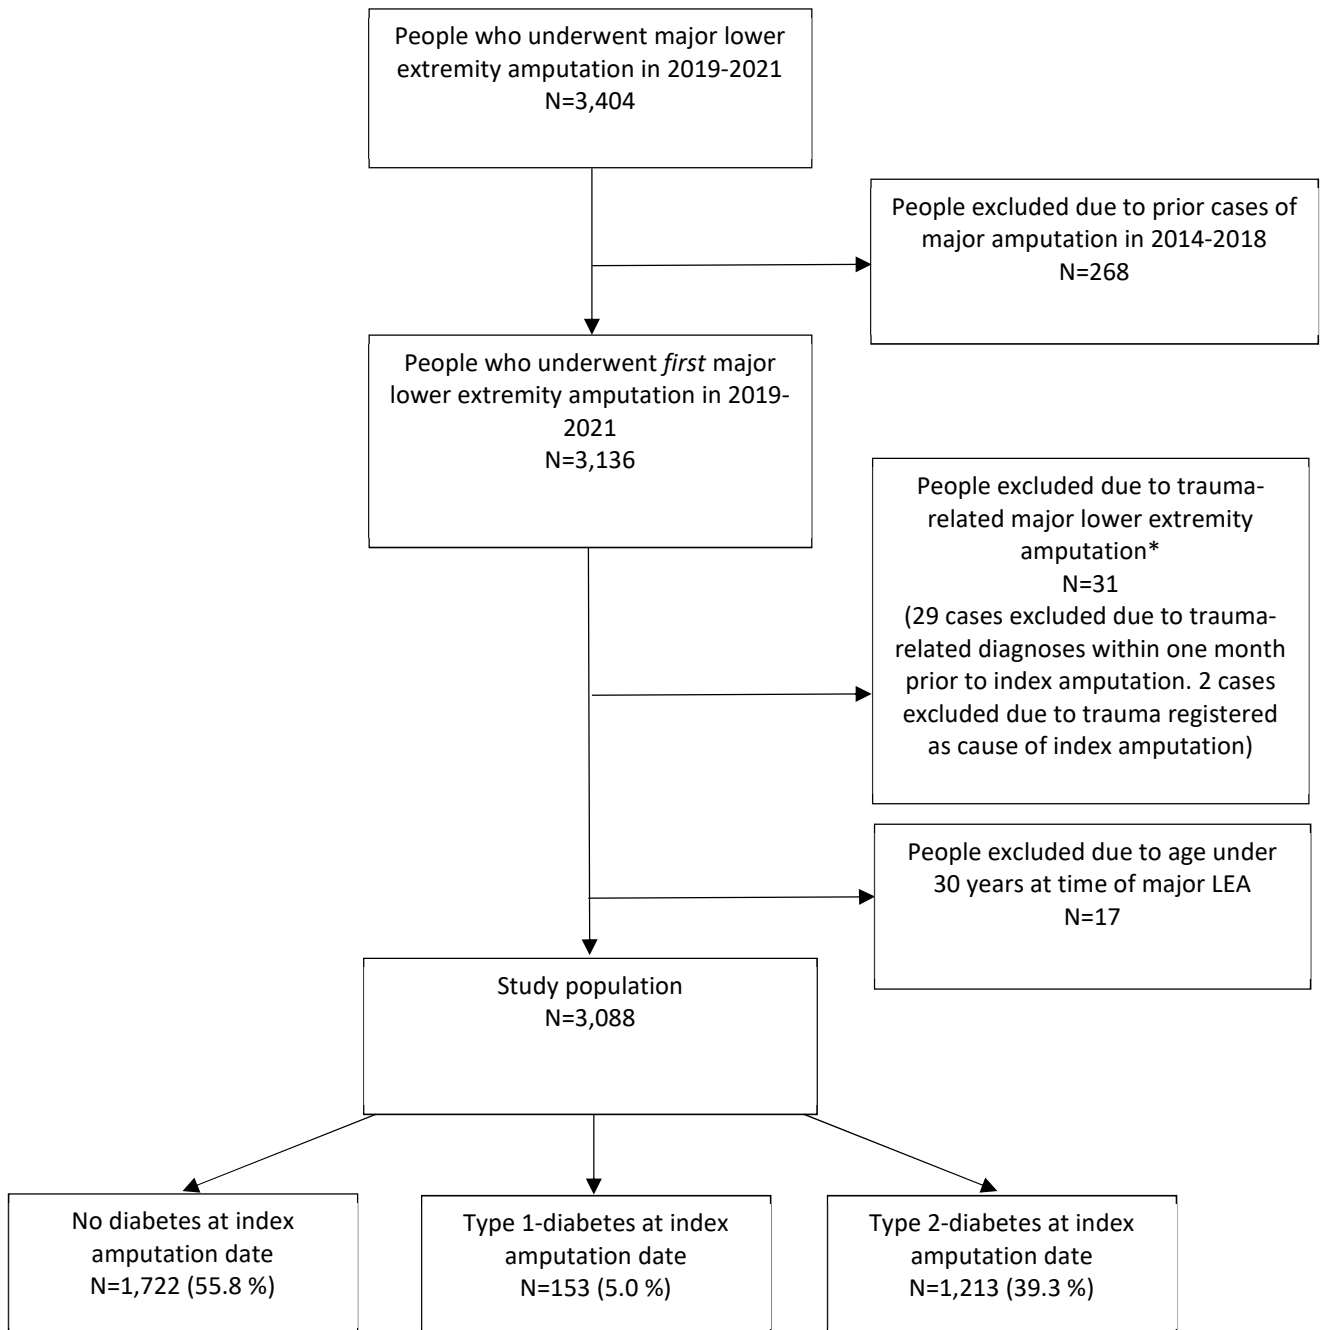 People who underwent major lower
extremity amputation in 2019-2021
N=3,404
People excluded due to prior cases of
major amputation in 2014-2018
N=268
People who underwent first major
lower extremity amputation in 2019-
2021
N=3,136
People excluded due to trauma-
related major lower extremity
amputation*
N=31
(29 cases excluded due to trauma-
related diagnoses within one month
prior to index amputation. 2 cases
excluded due to trauma registered
as cause of index amputation)
People excluded due to age under
30 years at time of major LEA
N=17
Study population
N=3,088
No diabetes at index
amputation date
N=1,722 (55.8 %)
Type 1-diabetes at index
amputation date
N=153 (5.0 %)
Type 2-diabetes at index
amputation date
N=1,213 (39.3 %)